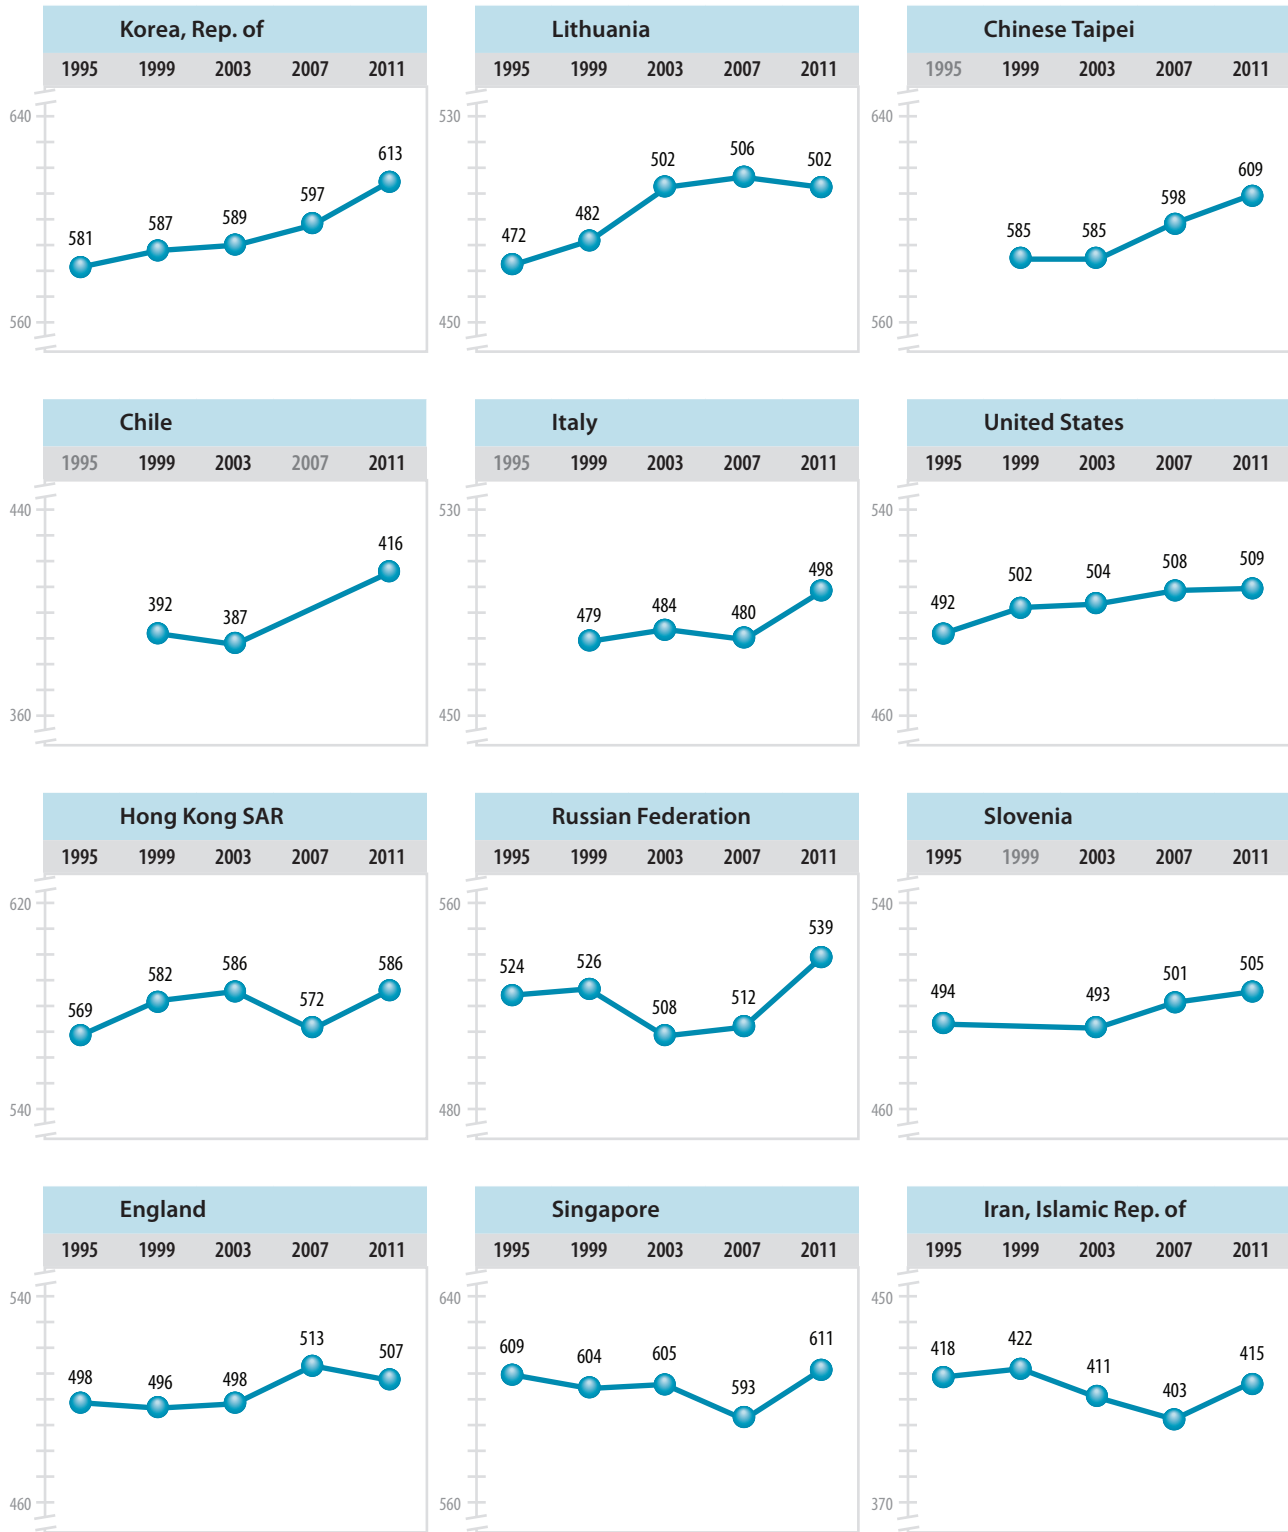 Korea, Rep. of
1995 1999 2003 2007 2011
640
613
597
589
587
581
560
Lithuania
1995 1999 2003 2007 2011
530
506
502 502
482
472
450
Chinese Taipei
1995 1999 2003 2007 2011
640
609
598
585 585
560
Chile
1995 1999 2003 2007 2011
440
416
392
387
360
Italy
1995 1999 2003 2007 2011
530
498
479 484 480
450
United States
1995 1999 2003 2007 2011
540
492 502 504 508 509
460
Hong Kong SAR
1995 1999 2003 2007 2011
620
569 582 586 572 586
540
Russian Federation
1995 1999 2003 2007 2011
560
524 526 508 512 539
480
Slovenia
1995 1999 2003 2007 2011
540
494 493 501 505
460
England
1995 1999 2003 2007 2011
540
498 496 498 513 507
460
Singapore
1995 1999 2003 2007 2011
640
609 604 605 593 611
560
Iran, Islamic Rep. of
1995 1999 2003 2007 2011
450
418 422 411 403 415
370